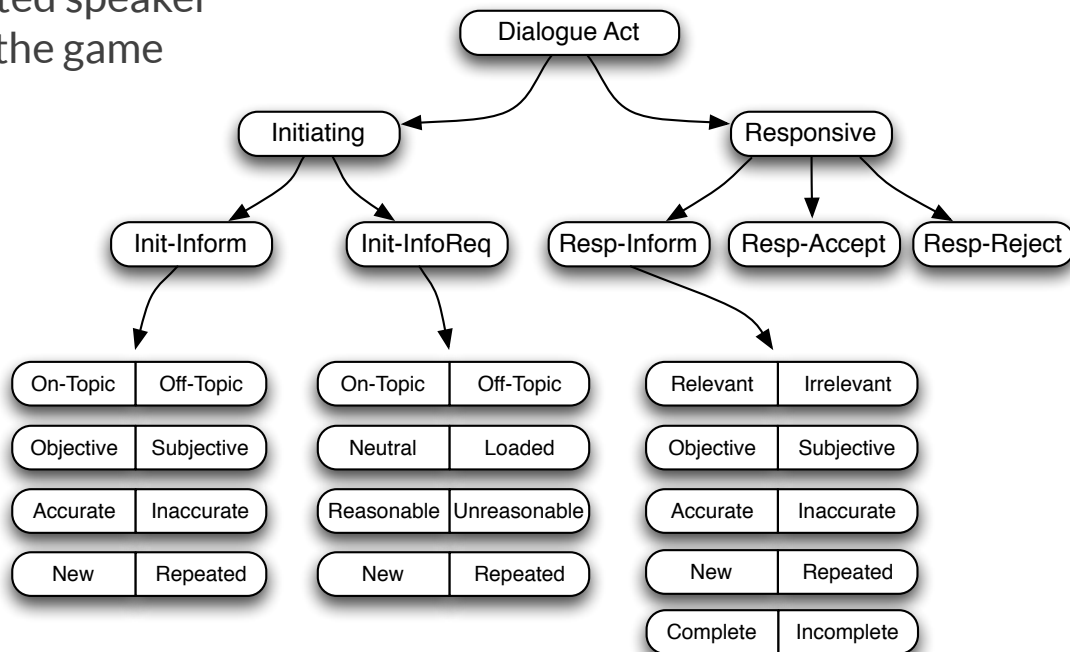 ted speaker
the game
Dialogue Act
Initiating
Responsive
Init-Inform
Init-InfoReq
Resp-Inform
Resp-Accept
Resp-Reject
On-Topic Off-Topic
Objective Subjective
Accurate Inaccurate
New Repeated
On-Topic Off-Topic
Neutral Loaded
Reasonable Unreasonable
New Repeated
Relevant Irrelevant
Objective Subjective
Accurate Inaccurate
New Repeated
Complete Incomplete